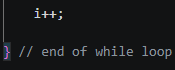 i++;
} // end of while loop